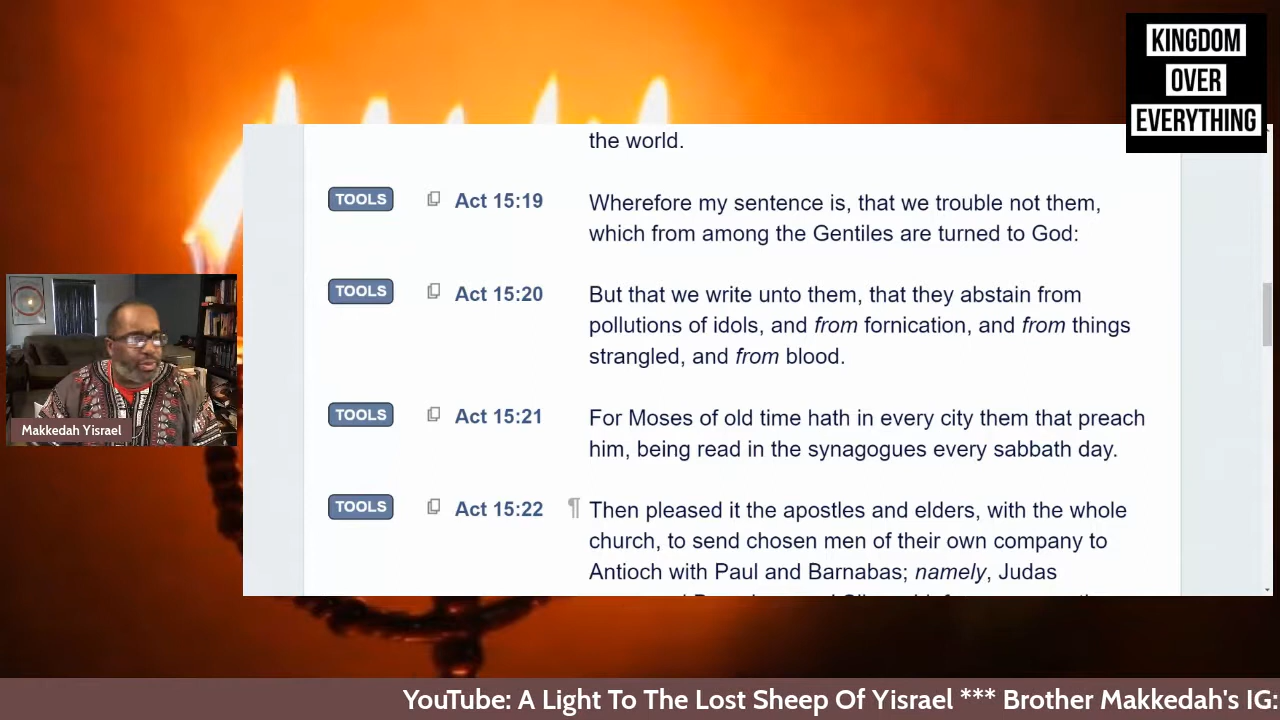 KINGDOM
OVER
EVERYTHING
the world.
TOOLS Act 15:19 Wherefore my sentence is, that we trouble not them,
which from among the Gentiles are turned to God:
TOOLS Act 15:20 But that we write unto them, that they abstain from
pollutions of idols, and from fornication, and from things
strangled, and from blood.
TOOLS Act 15:21 For Moses of old time hath in every city them that preach
him, being read in the synagogues every sabbath day.
TOOLS Act 15:22 ¶ Then pleased it the apostles and elders, with the whole
church, to send chosen men of their own company to
Antioch with Paul and Barnabas; namely, Judas
Makkedah Yisrael
YouTube: A Light To The Lost Sheep Of Yisrael *** Brother Makkedah's IG: